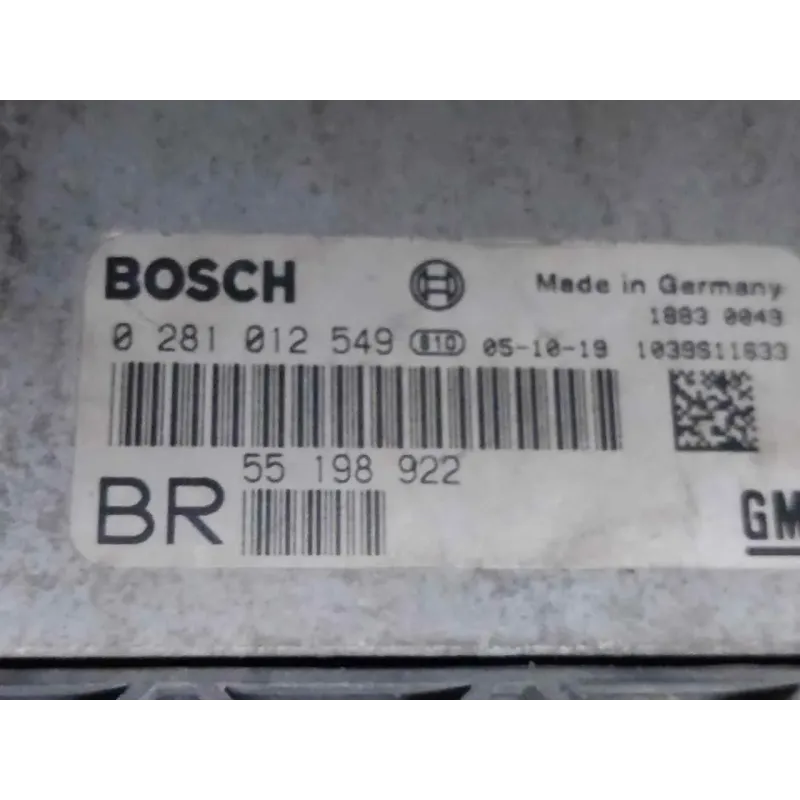 BOSCH
Made in Germany
1883 0049
0 281 012 549 810 05-10-19 1039S11633
55 198 922
BR
GM